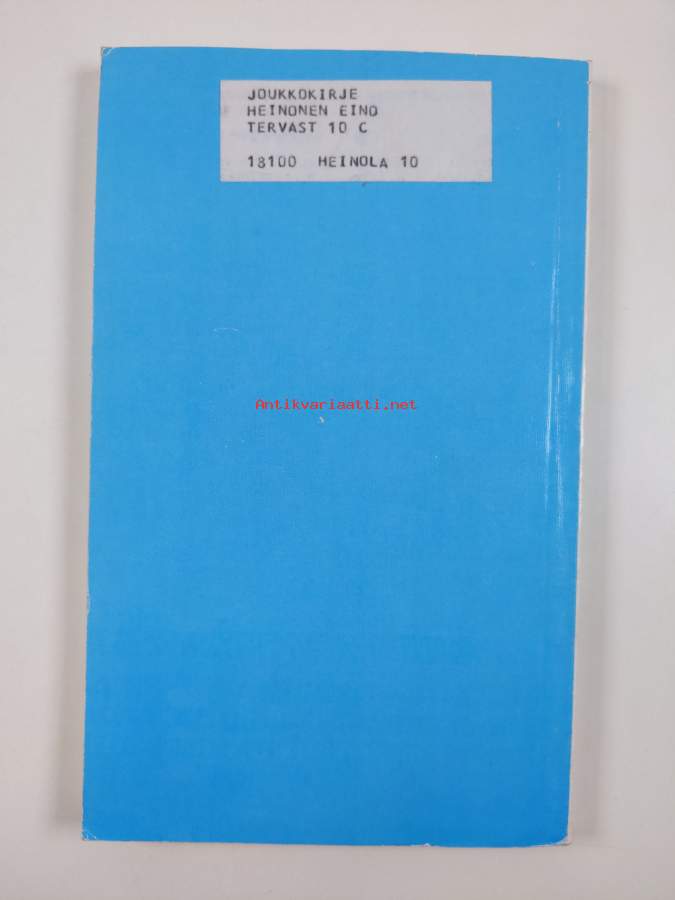 JOUKKOKIRJE
HEINONEN EINO
TERVAST 10 C
18100 HEINOLA 10
Antikvariaatti.net